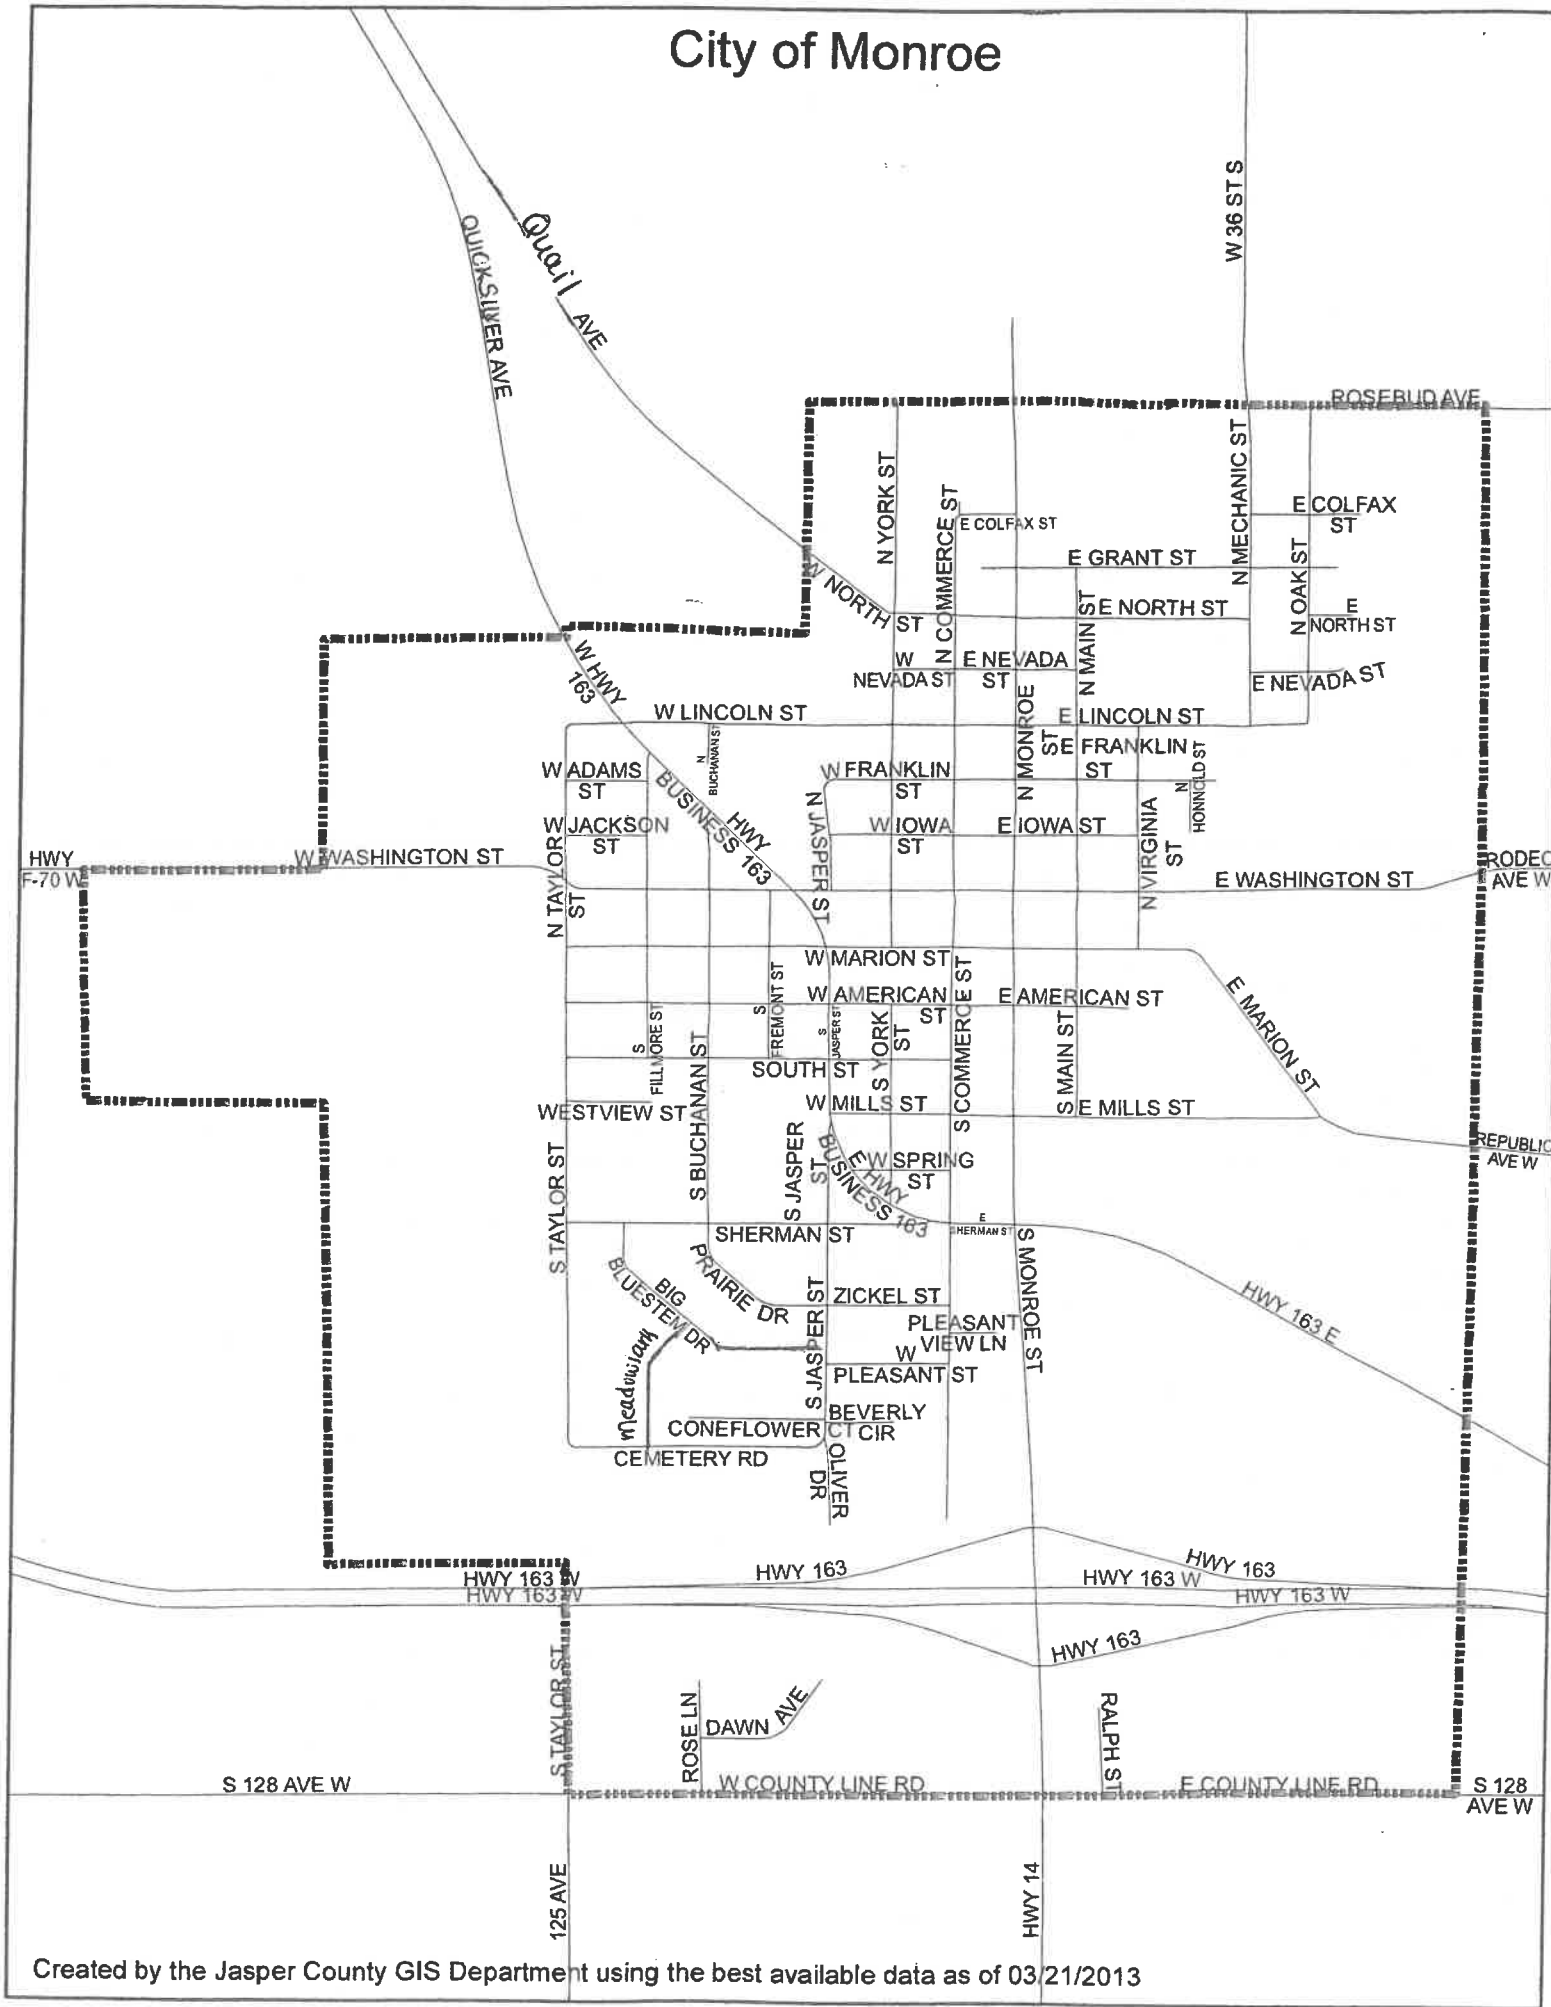 City of Monroe
W 36 ST S
QUICKSILVER AVE
Quail AVE
ROSEBUD AVE
N YORK ST
N COMMERCE ST
E COLFAX ST
N MECHANIC ST
E COLFAX
ST
E GRANT ST
N OAK ST
W NORTH
ST
N MAIN ST
E NORTH ST
E
NORTH ST
W HWY
163
W
NEVADA ST
E NEVADA
ST
E NEVADA ST
W LINCOLN ST
N MONROE
ST
E LINCOLN ST
N
BUCHANAN ST
E FRANKLIN
ST
W ADAMS
ST
BUSINESS 163
HWY
W FRANKLIN
ST
N
HONNOLD ST
W JACKSON
ST
N JASPER ST
W IOWA
ST
E IOWA ST
N VIRGINIA
ST
HWY
F-70 W
W WASHINGTON ST
N TAYLOR
ST
E WASHINGTON ST
RODEO
AVE W
W MARION ST
S
FREMONT ST
W AMERICAN
ST
E AMERICAN ST
E MARION ST
S
FILLMORE ST
S
JASPER ST
S YORK
ST
S COMMERCE ST
S MAIN ST
SOUTH ST
S BUCHANAN ST
WESTVIEW ST
W MILLS ST
E MILLS ST
S TAYLOR ST
S JASPER
ST
E HWY
BUSINESS 163
W SPRING
ST
REPUBLIC
AVE W
SHERMAN ST
E
SHERMAN ST
S MONROE ST
BIG
BLUESTEM DR
PRAIRIE DR
S JASPER ST
ZICKEL ST
HWY 163 E
PLEASANT
VIEW LN
W
PLEASANT ST
Meadowlark
CONEFLOWER CT
BEVERLY
CIR
CEMETERY RD
OLIVER
DR
HWY 163 W
HWY 163 W
HWY 163
HWY 163
HWY 163 W
HWY 163 W
HWY 163
S TAYLOR ST
ROSE LN
DAWN AVE
RALPH ST
S 128 AVE W
W COUNTY LINE RD
E COUNTY LINE RD
S 128
AVE W
125 AVE
HWY 14
Created by the Jasper County GIS Department using the best available data as of 03/21/2013